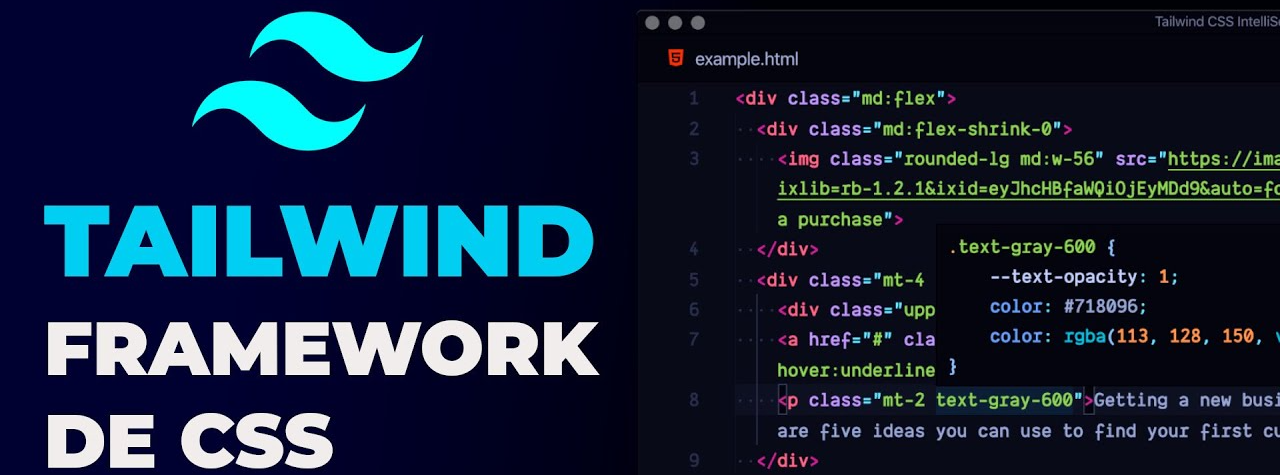 TAILWIND
FRAMEWORK
DE CSS
Tailwind CSS
example.html
1 <div class="md:flex">
2 <div class="md:flex-shrink-0">
3 <img class="rounded-lg md:w-56" src="https://ima
ixlib=rb-1.2.1&ixid=eyJhcHBfaWQiOjEyMDd9&auto=fo
a purchase">
4 </div>
5 <div class="mt-4
6 <div class="upp
7 <a href="#" cla
hover:underline
8 <p class="mt-2 text-gray-600">Getting a new busi
are five ideas you can use to find your first cu
9 </div>
.text-gray-600 {
--text-opacity: 1;
color: #718096;
color: rgba(113, 128, 150, v
}